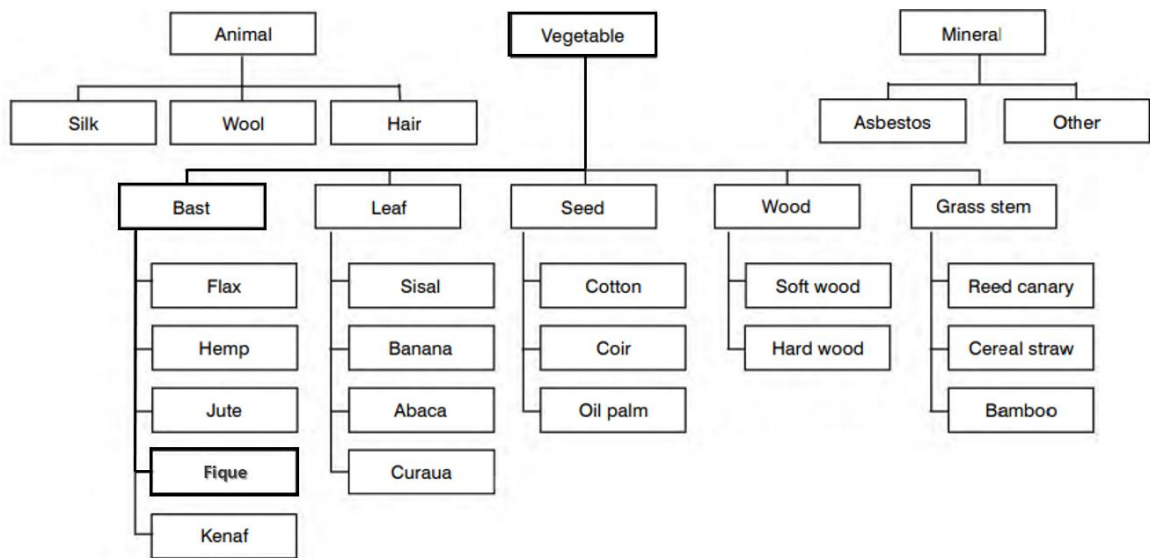 Animal
Vegetable
Mineral
Silk
Wool
Hair
Asbestos
Other
Bast
Leaf
Seed
Wood
Grass stem
Flax
Sisal
Cotton
Soft wood
Reed canary
Hemp
Banana
Coir
Hard wood
Cereal straw
Jute
Abaca
Oil palm
Bamboo
Fique
Curaua
Kenaf